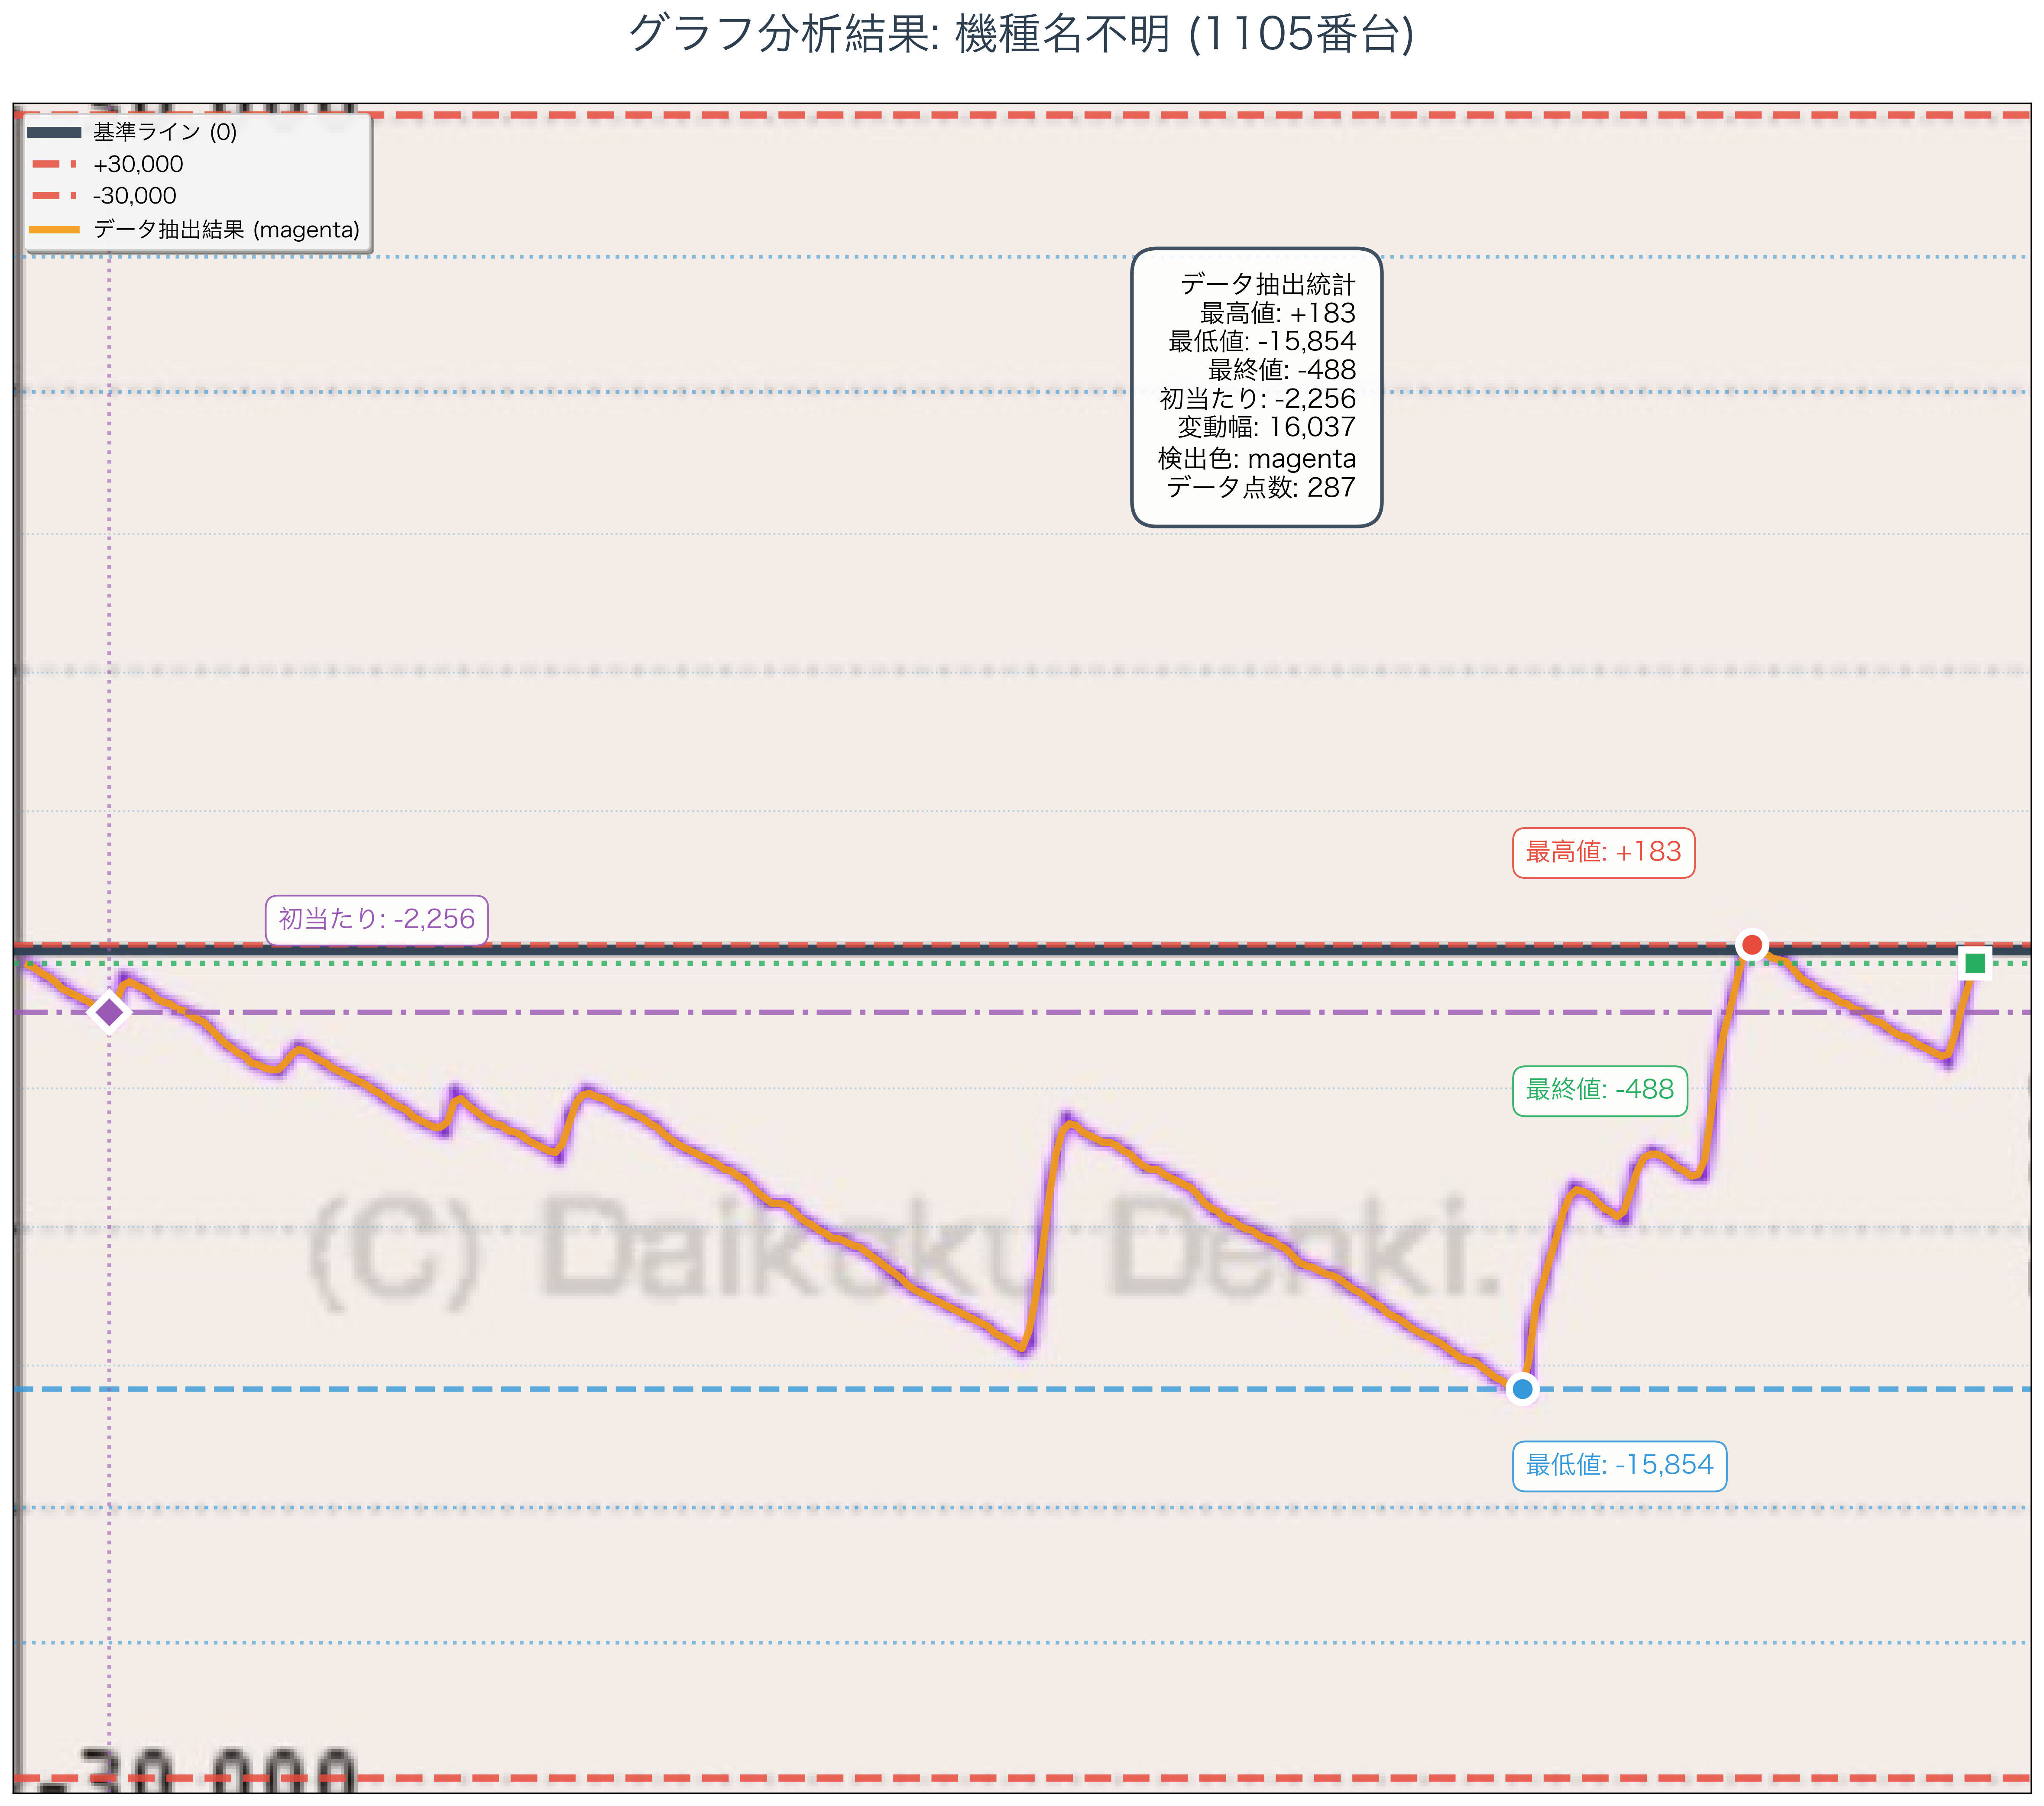 グラフ分析結果: 機種名不明 (1105番台)
基準ライン (0)
+30,000
-30,000
データ抽出結果 (magenta)
データ抽出統計
最高値: +183
最低値: -15,854
最終値: -488
初当たり: -2,256
変動幅: 16,037
検出色: magenta
データ点数: 287
最高値: +183
初当たり: -2,256
最終値: -488
(C) Daikoku Denki.
最低値: -15,854
-30,000